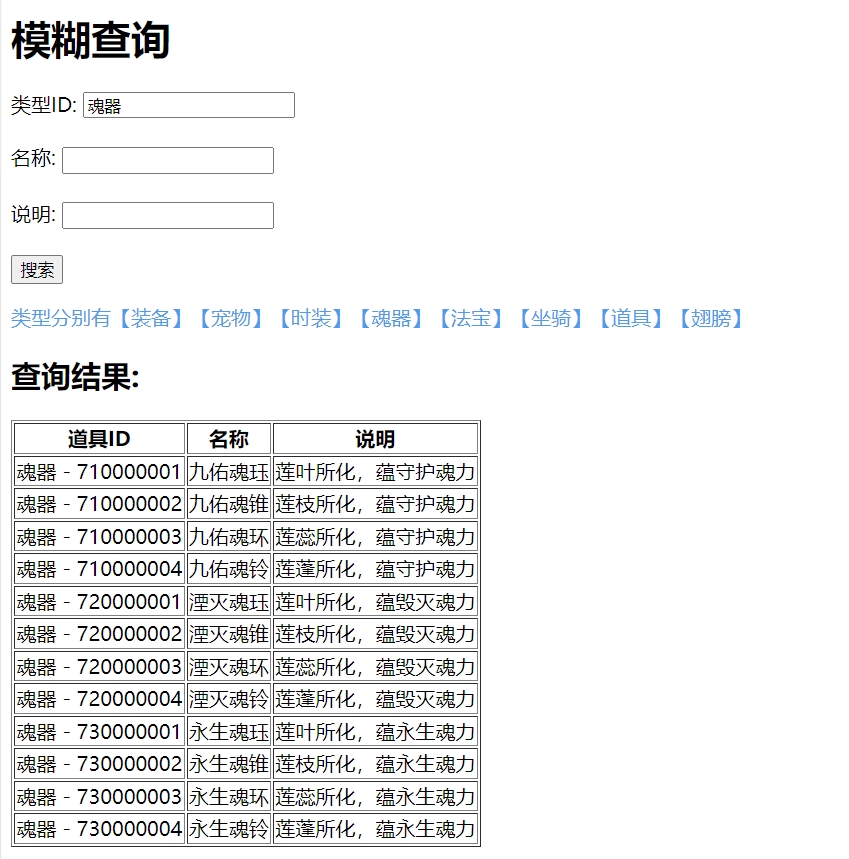 模糊查询
类型ID: 魂器
名称:
说明:
搜索
类型分别有【装备】【宠物】【时装】【魂器】【法宝】【坐骑】【道具】【翅膀】
查询结果:
道具ID 名称 说明
魂器 - 710000001 九佑魂珏 莲叶所化，蕴守护魂力
魂器 - 710000002 九佑魂锥 莲枝所化，蕴守护魂力
魂器 - 710000003 九佑魂环 莲蕊所化，蕴守护魂力
魂器 - 710000004 九佑魂铃 莲蓬所化，蕴守护魂力
魂器 - 720000001 湮灭魂珏 莲叶所化，蕴毁灭魂力
魂器 - 720000002 湮灭魂锥 莲枝所化，蕴毁灭魂力
魂器 - 720000003 湮灭魂环 莲蕊所化，蕴毁灭魂力
魂器 - 720000004 湮灭魂铃 莲蓬所化，蕴毁灭魂力
魂器 - 730000001 永生魂珏 莲叶所化，蕴永生魂力
魂器 - 730000002 永生魂锥 莲枝所化，蕴永生魂力
魂器 - 730000003 永生魂环 莲蕊所化，蕴永生魂力
魂器 - 730000004 永生魂铃 莲蓬所化，蕴永生魂力